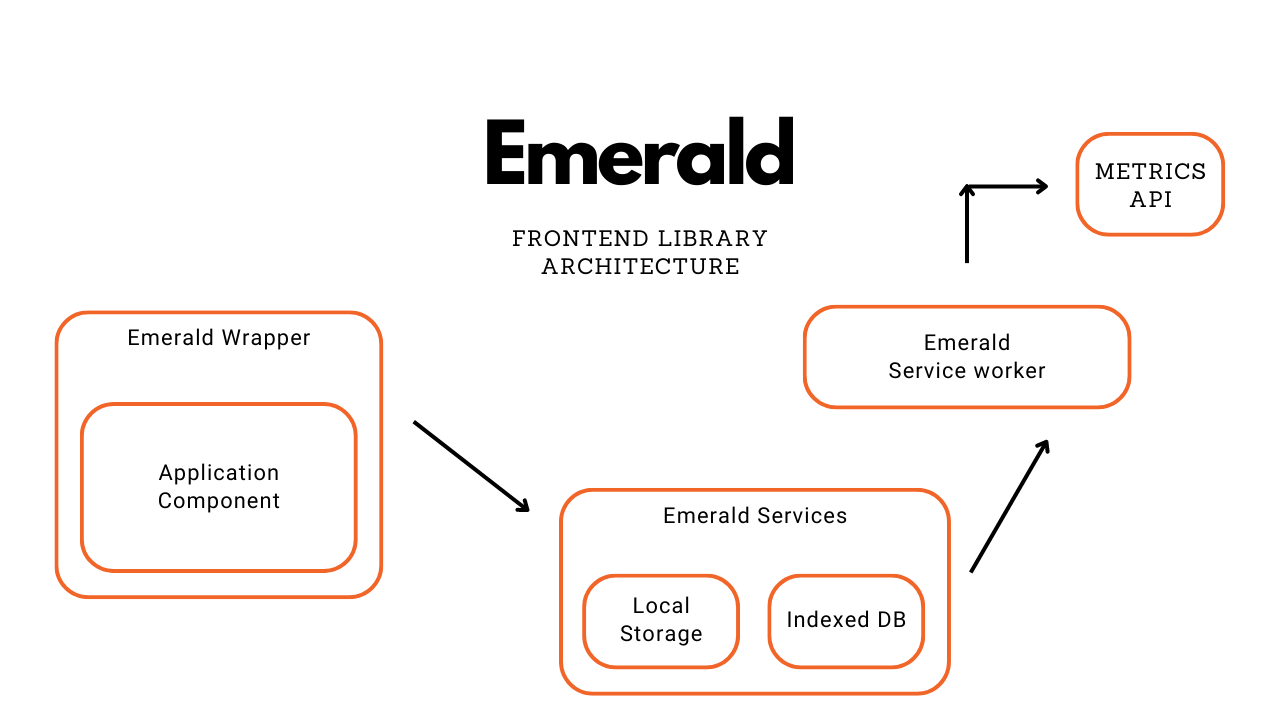 Emerald
FRONTEND LIBRARY
ARCHITECTURE
METRICS
API
Emerald Wrapper
Application
Component
Emerald
Service worker
Emerald Services
Local
Storage
Indexed DB